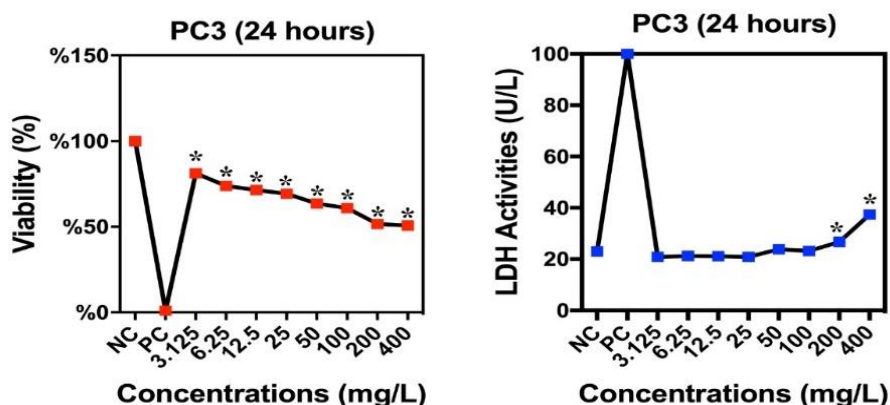 PC3 (24 hours)
%150
%100
%50
%0
Viability (%)
* * * * * * * *
NC PC 3.125 6.25 12.5 25 50 100 200 400
Concentrations (mg/L)
PC3 (24 hours)
100
80
60
40
20
0
LDH Activities (U/L)
* *
NC PC 3.125 6.25 12.5 25 50 100 200 400
Concentrations (mg/L)